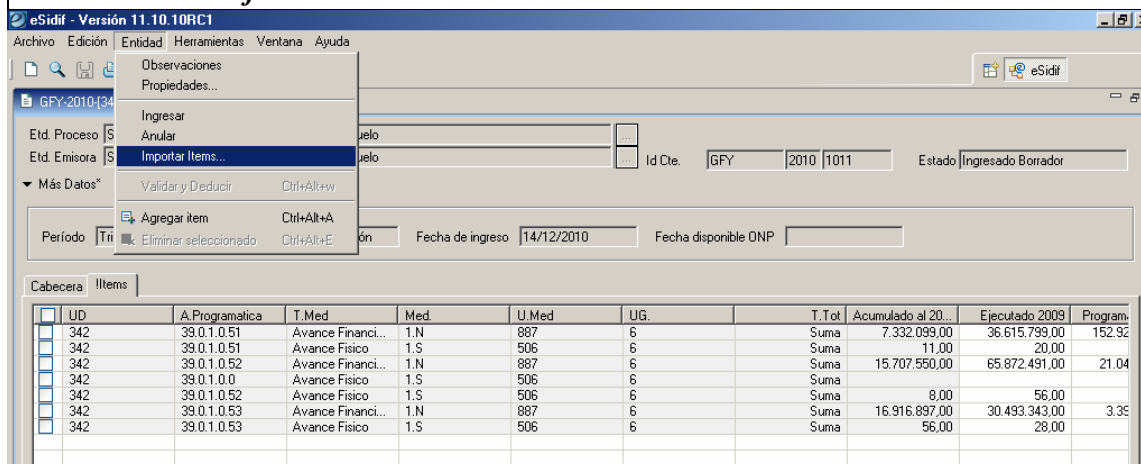 eSidif - Versión 11.10.10RC1
Archivo Edición Entidad Herramientas Ventana Ayuda
eSidif
Observaciones
Propiedades...
Ingresar
Anular
Importar Items...
Validar y Deducir Ctrl+Alt+w
Agregar item Ctrl+Alt+A
Eliminar seleccionado Ctrl+Alt+E
GFY-2010-[34
Etd. Proceso S uelo ...
Etd. Emisora S uelo ... Id Cte. GFY 2010 1011 Estado Ingresado Borrador
Más Datos*
Período Tri ón Fecha de ingreso 14/12/2010 Fecha disponible ONP
Cabecera !Items
UD A.Programatica T.Med Med. U.Med UG. T.Tot Acumulado al 20... Ejecutado 2009 Program
342 39.0.1.0.51 Avance Financi... 1.N 887 6 Suma 7.332.099,00 36.615.799,00 152.92
342 39.0.1.0.51 Avance Fisico 1.S 506 6 Suma 11,00 20,00
342 39.0.1.0.52 Avance Financi... 1.N 887 6 Suma 15.707.550,00 65.872.491,00 21.04
342 39.0.1.0.0 Avance Fisico 1.S 506 6 Suma
342 39.0.1.0.52 Avance Fisico 1.S 506 6 Suma 8,00 56,00
342 39.0.1.0.53 Avance Financi... 1.N 887 6 Suma 16.916.897,00 30.493.343,00 3.39
342 39.0.1.0.53 Avance Fisico 1.S 506 6 Suma 56,00 28,00